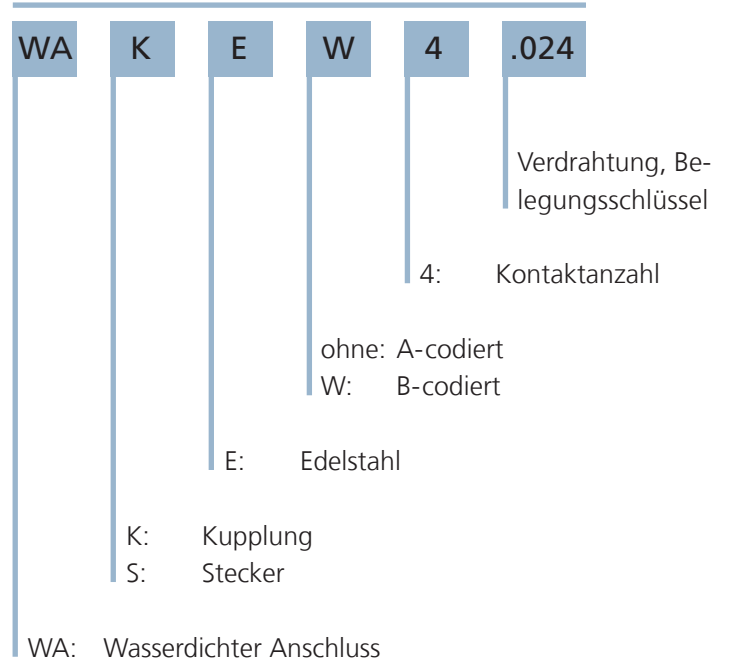 WA K E W 4 .024
Verdrahtung, Be-
legungsschlüssel
4: Kontaktanzahl
ohne: A-codiert
W: B-codiert
E: Edelstahl
K: Kupplung
S: Stecker
WA: Wasserdichter Anschluss